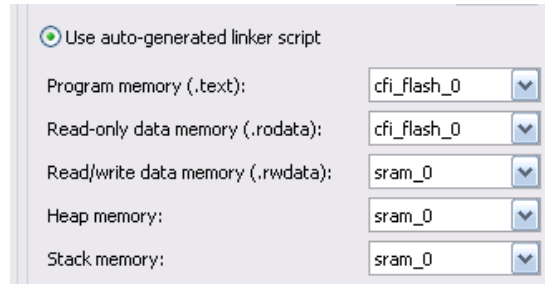 Use auto-generated linker script
Program memory (.text): cfi_flash_0
Read-only data memory (.rodata): cfi_flash_0
Read/write data memory (.rwdata): sram_0
Heap memory: sram_0
Stack memory: sram_0